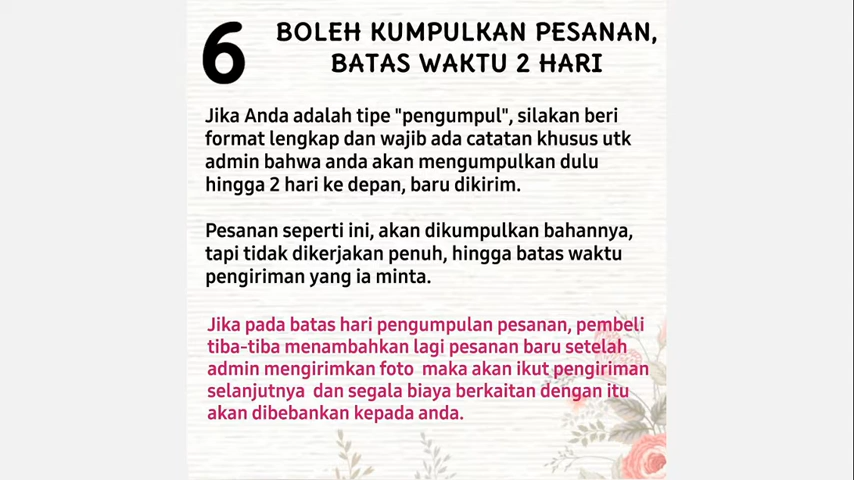 6
BOLEH KUMPULKAN PESANAN,
BATAS WAKTU 2 HARI
Jika Anda adalah tipe "pengumpul", silakan beri
format lengkap dan wajib ada catatan khusus utk
admin bahwa anda akan mengumpulkan dulu
hingga 2 hari ke depan, baru dikirim.
Pesanan seperti ini, akan dikumpulkan bahannya,
tapi tidak dikerjakan penuh, hingga batas waktu
pengiriman yang ia minta.
Jika pada batas hari pengumpulan pesanan, pembeli
tiba-tiba menambahkan lagi pesanan baru setelah
admin mengirimkan foto maka akan ikut pengiriman
selanjutnya dan segala biaya berkaitan dengan itu
akan dibebankan kepada anda.